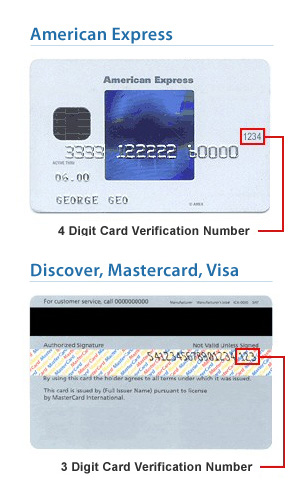 American Express
American Express
1234
3333 122222 80000
ACTIVE THRU
06.00
GEORGE GEO
© AMEX
4 Digit Card Verification Number
Discover, Mastercard, Visa
For customer service, call 0000000000
Authorized Signature Not Valid Unless Signed
5412345678901234 123
By using this card the holder agrees to all terms under which it was issued.
This card is issued by (Full Issuer Name) pursuant to license
by MasterCard International.
3 Digit Card Verification Number